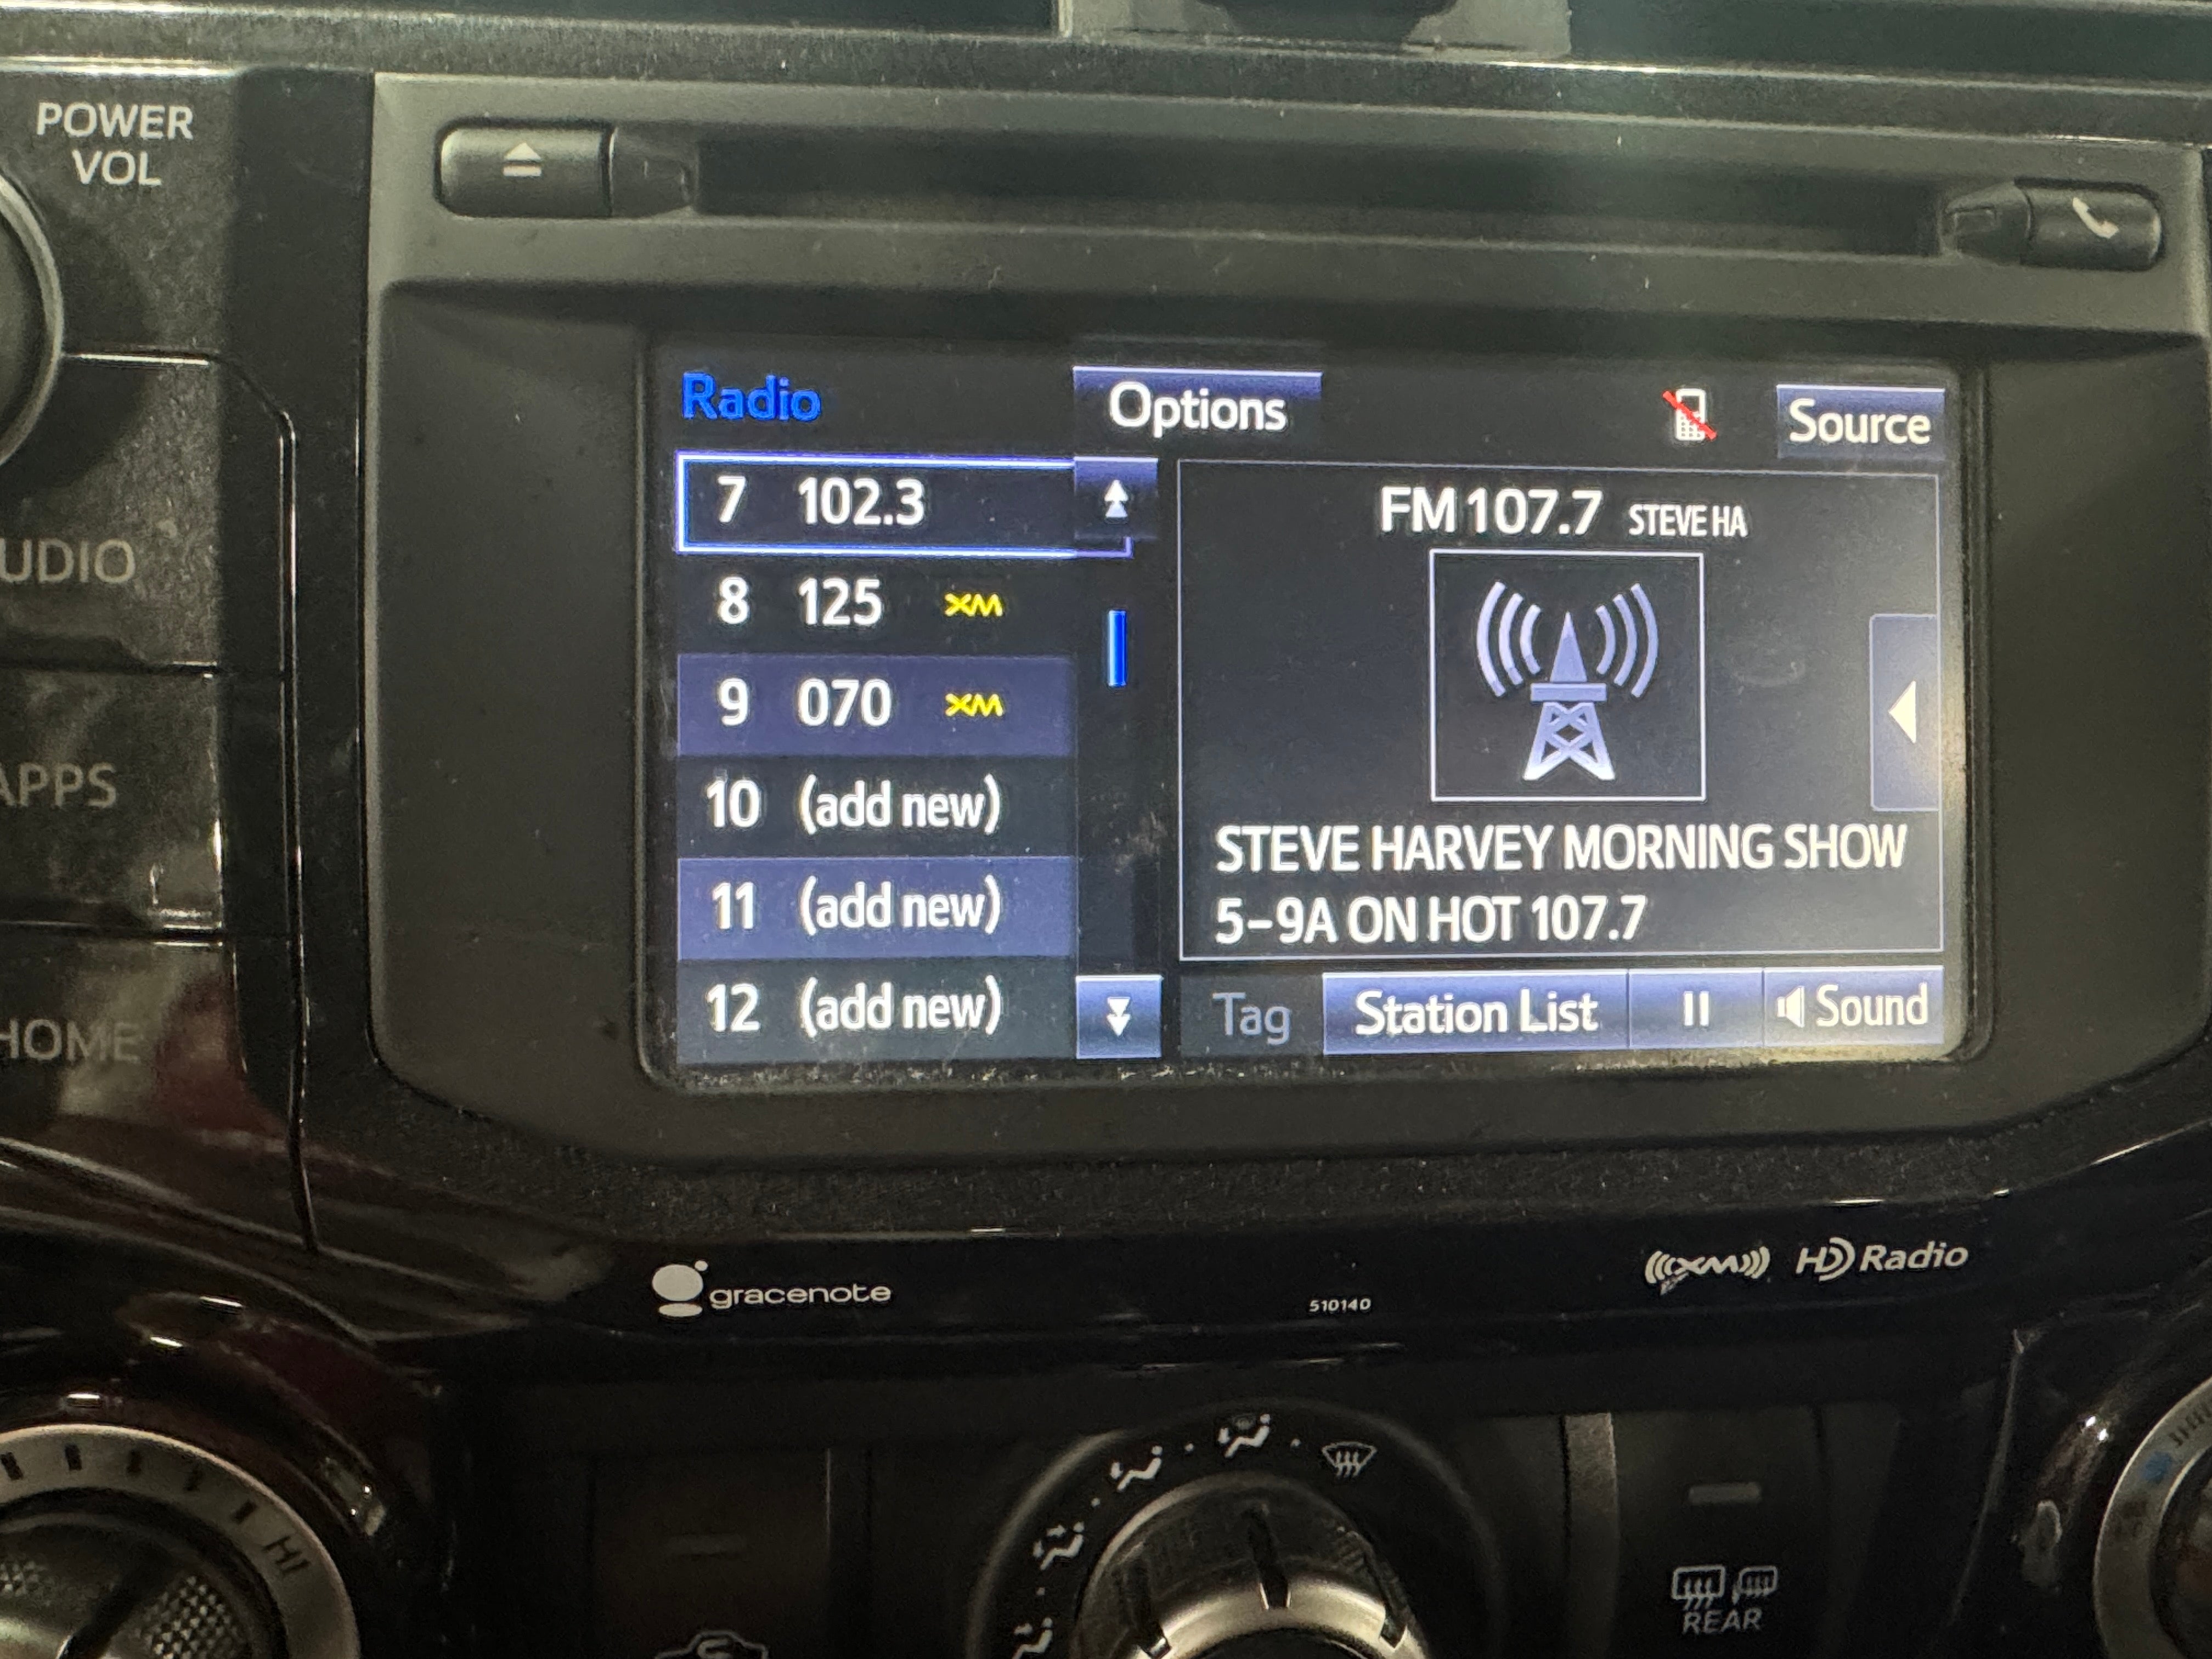 POWER
VOL
UDIO
APPS
HOME
Radio
Options
Source
7 102.3
8 125 XM
9 070 XM
10 (add new)
11 (add new)
12 (add new)
FM 107.7 STEVE HA
STEVE HARVEY MORNING SHOW
5-9A ON HOT 107.7
Tag
Station List
Sound
gracenote
510140
XM
HD Radio
HI
REAR